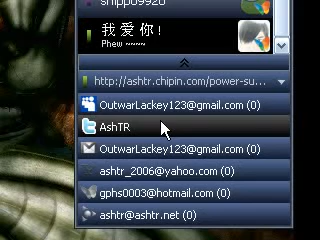 snippo9920
我 爱 你 !
Phew ~~~~
http://ashtr.chipin.com/power-su...
OutwarLackey123@gmail.com (0)
AshTR
OutwarLackey123@gmail.com (0)
ashtr_2006@yahoo.com (0)
gphs0003@hotmail.com (0)
ashtr@ashtr.net (0)